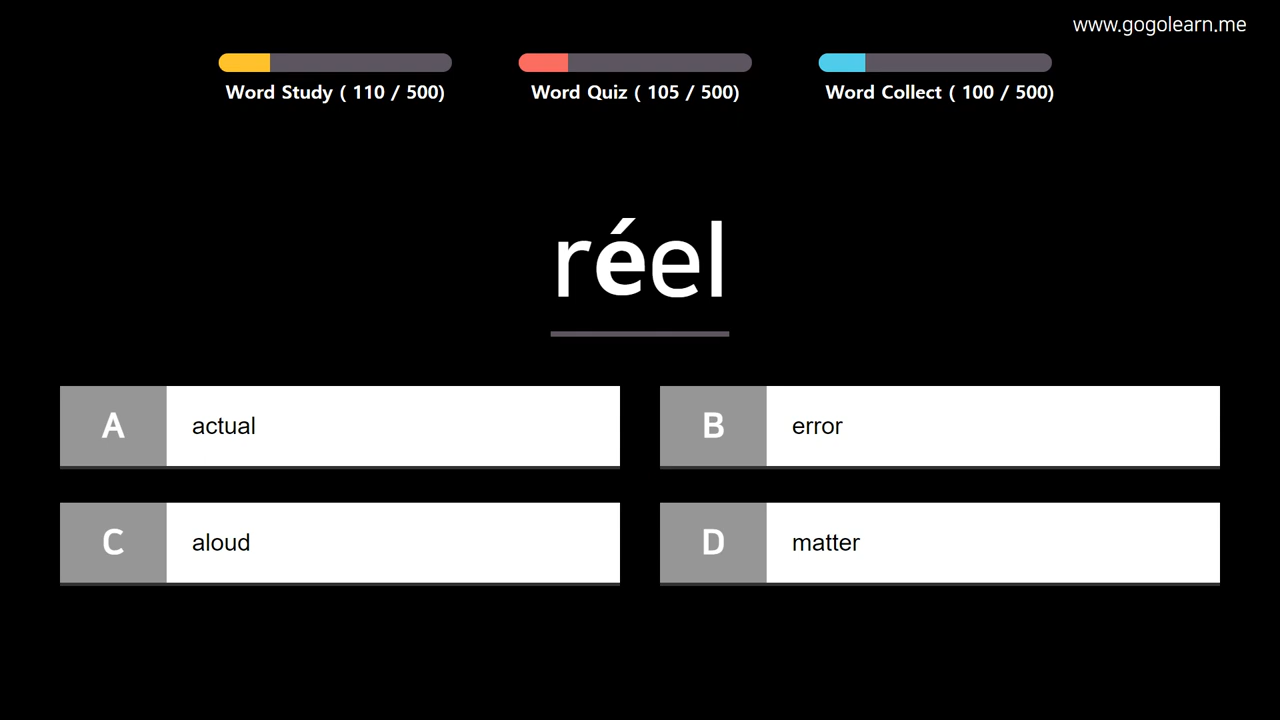 www.gogolearn.me
Word Study ( 110 / 500)
Word Quiz ( 105 / 500)
Word Collect ( 100 / 500)
réel
A actual
B error
C aloud
D matter